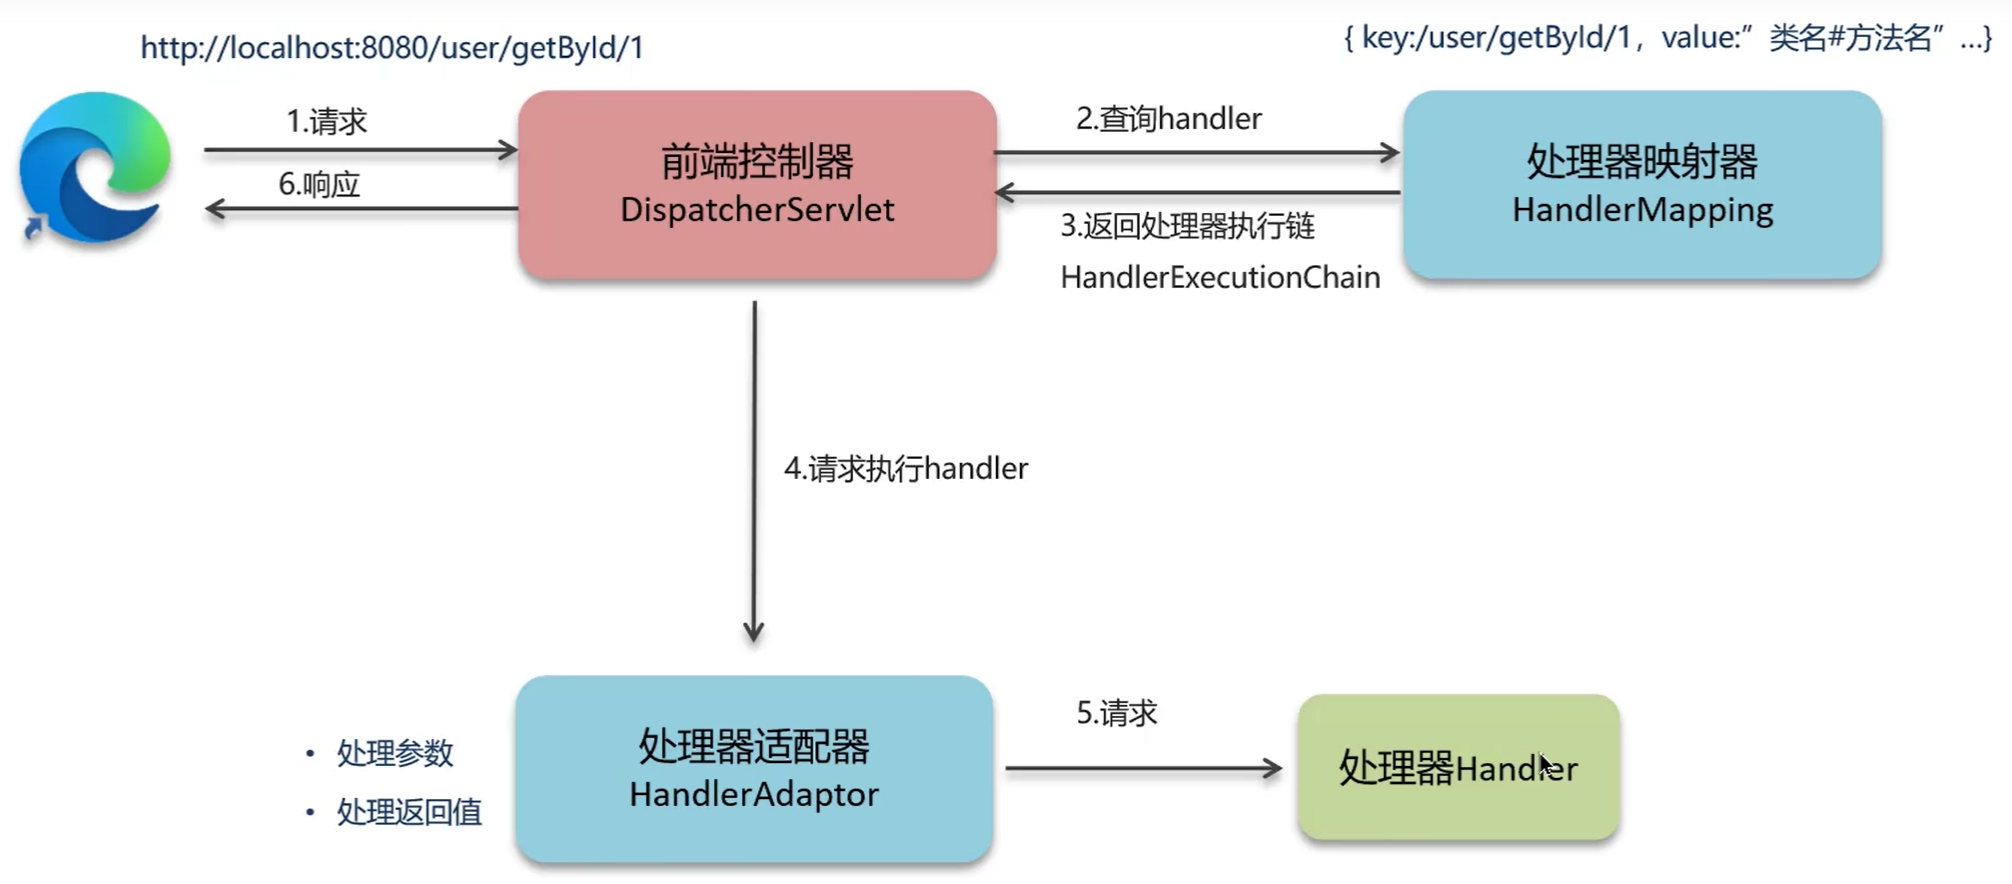 http://localhost:8080/user/getById/1
{ key:/user/getById/1，value:”类名#方法名” ...}
1.请求
6.响应
前端控制器
DispatcherServlet
2.查询handler
3.返回处理器执行链
HandlerExecutionChain
处理器映射器
HandlerMapping
4.请求执行handler
• 处理参数
• 处理返回值
处理器适配器
HandlerAdaptor
5.请求
处理器Handler